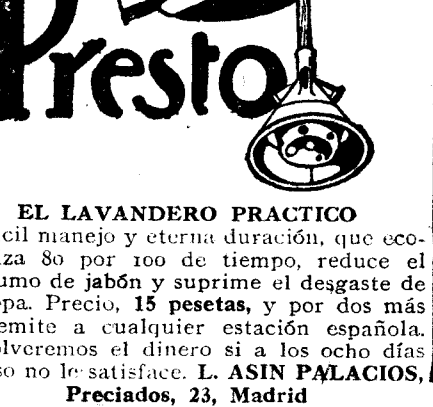 Presto
EL LAVANDERO PRACTICO
cil manejo y eterna duración, que eco-
za 80 por 100 de tiempo, reduce el
umo de jabón y suprime el desgaste de
pa. Precio, 15 pesetas, y por dos más
emite a cualquier estación española.
lveremos el dinero si a los ocho días
so no le satisface. L. ASIN PALACIOS,
Preciados, 23, Madrid